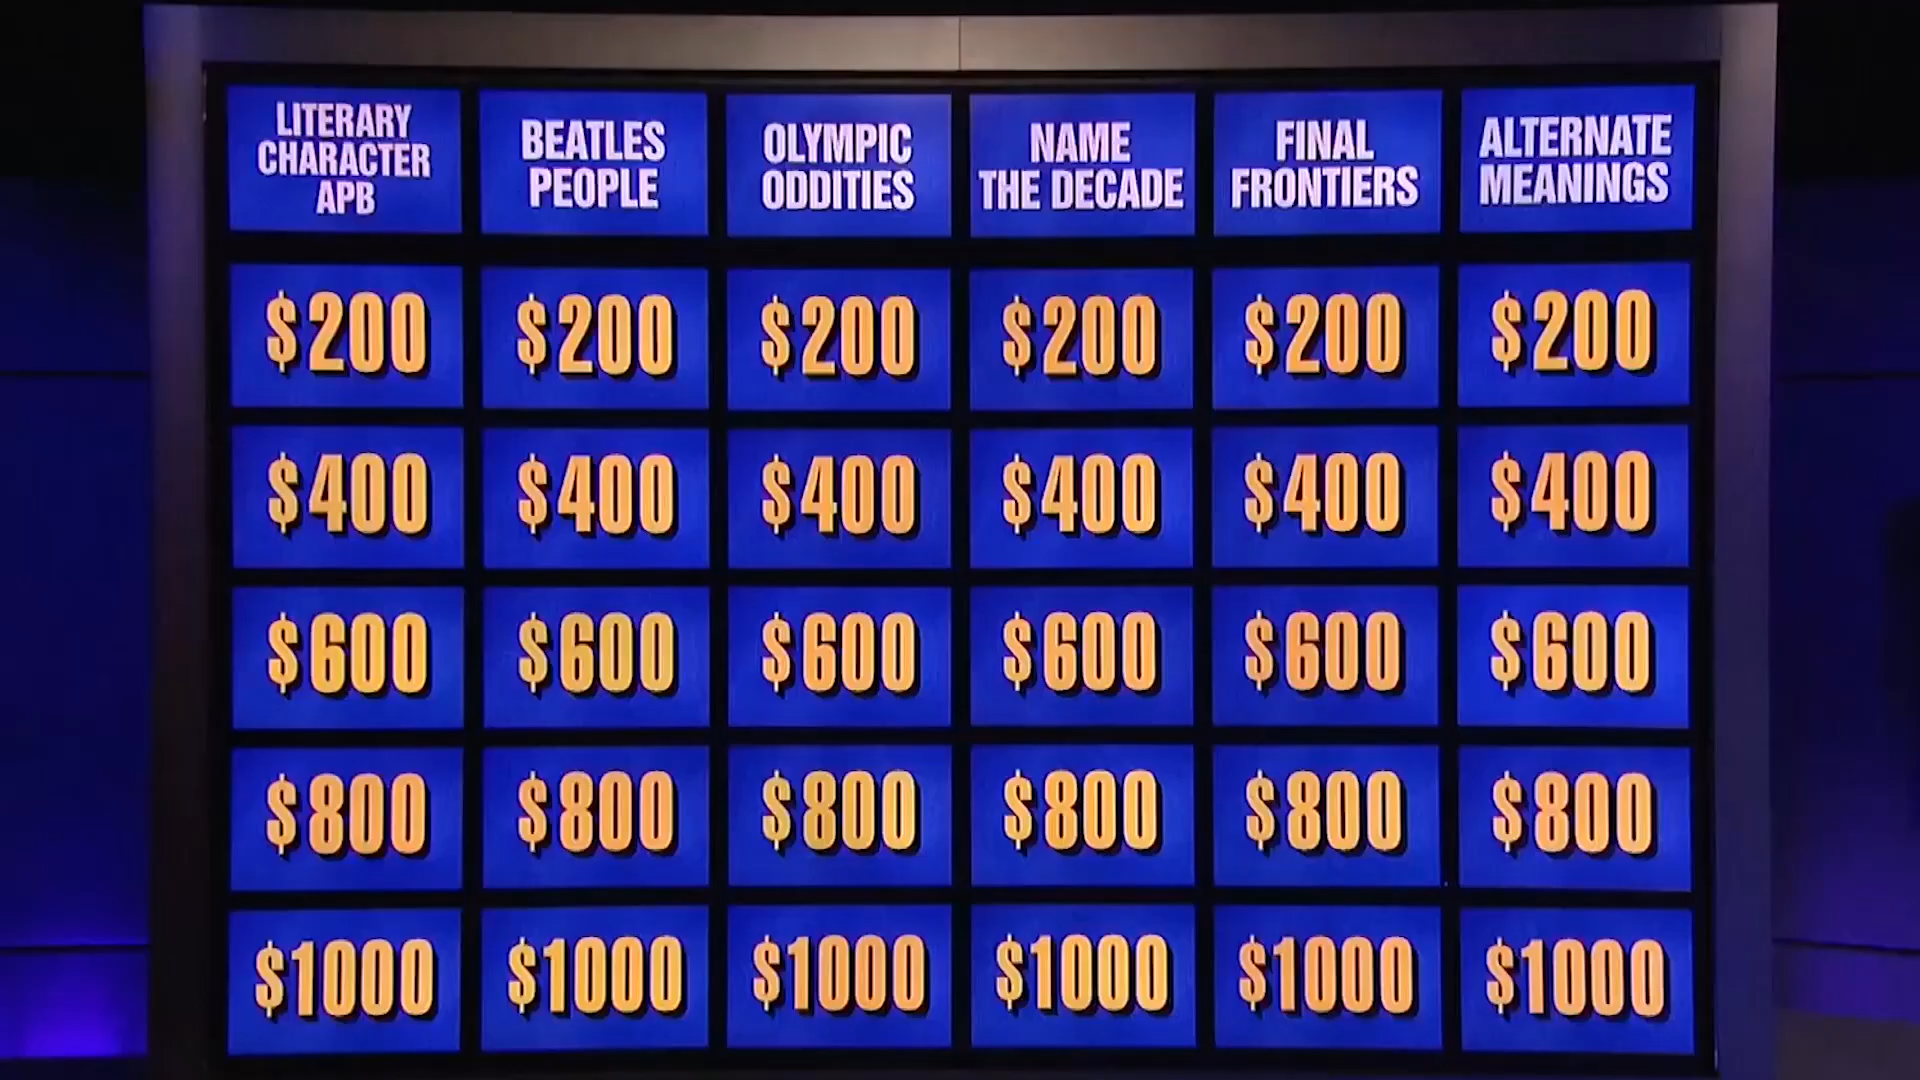 LITERARY
CHARACTER
APB
BEATLES
PEOPLE
OLYMPIC
ODDITIES
NAME
THE DECADE
FINAL
FRONTIERS
ALTERNATE
MEANINGS
$200 $200 $200 $200 $200 $200
$400 $400 $400 $400 $400 $400
$600 $600 $600 $600 $600 $600
$800 $800 $800 $800 $800 $800
$1000 $1000 $1000 $1000 $1000 $1000